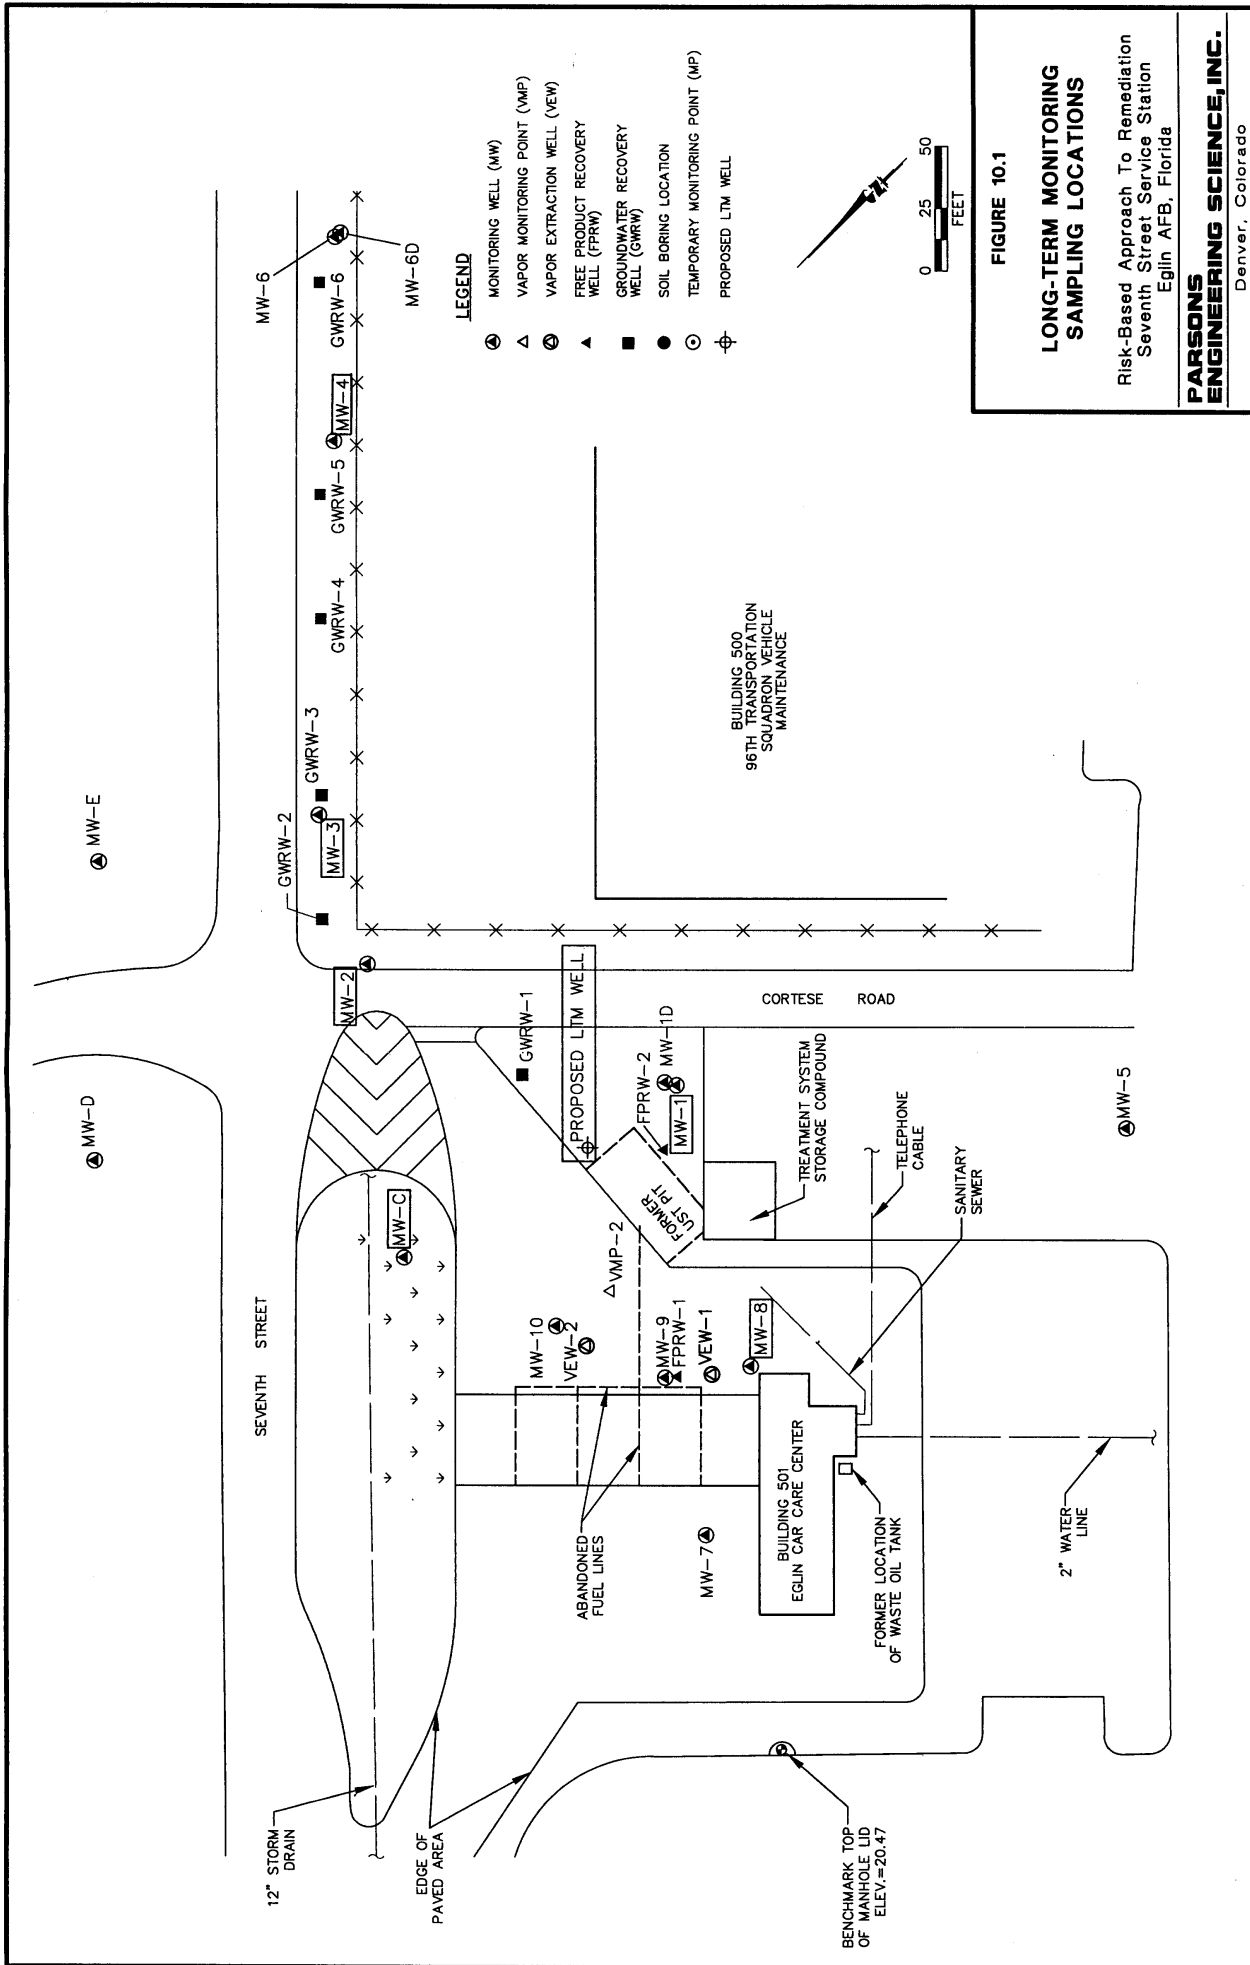 MW-E
MW-D
SEVENTH STREET
12" STORM
DRAIN
EDGE OF
PAVED AREA
MW-6
MW-6D
GWRW-6
MW-4
GWRW-5
GWRW-4
GWRW-3
MW-3
GWRW-2
MW-2
MW-C
GWRW-1
PROPOSED LTM WELL
FPRW-2
MW-1D
MW-1
FORMER
UST PIT
VMP-2
MW-10
VEW-2
MW-9
FPRW-1
VEW-1
MW-8
MW-7
ABANDONED
FUEL LINES
BUILDING 501
EGLIN CAR CARE CENTER
FORMER LOCATION
OF WASTE OIL TANK
TREATMENT SYSTEM
STORAGE COMPOUND
TELEPHONE
CABLE
SANITARY
SEWER
2" WATER
LINE
MW-5
CORTESE ROAD
BUILDING 500
96TH TRANSPORTATION
SQUADRON VEHICLE
MAINTENANCE
BENCHMARK TOP
OF MANHOLE LID
ELEV.=20.47
LEGEND
MONITORING WELL (MW)
VAPOR MONITORING POINT (VMP)
VAPOR EXTRACTION WELL (VEW)
FREE PRODUCT RECOVERY
WELL (FPRW)
GROUNDWATER RECOVERY
WELL (GWRW)
SOIL BORING LOCATION
TEMPORARY MONITORING POINT (MP)
PROPOSED LTM WELL
N
0 25 50
FEET
FIGURE 10.1
LONG-TERM MONITORING
SAMPLING LOCATIONS
Risk-Based Approach To Remediation
Seventh Street Service Station
Eglin AFB, Florida
PARSONS
ENGINEERING SCIENCE, INC.
Denver, Colorado